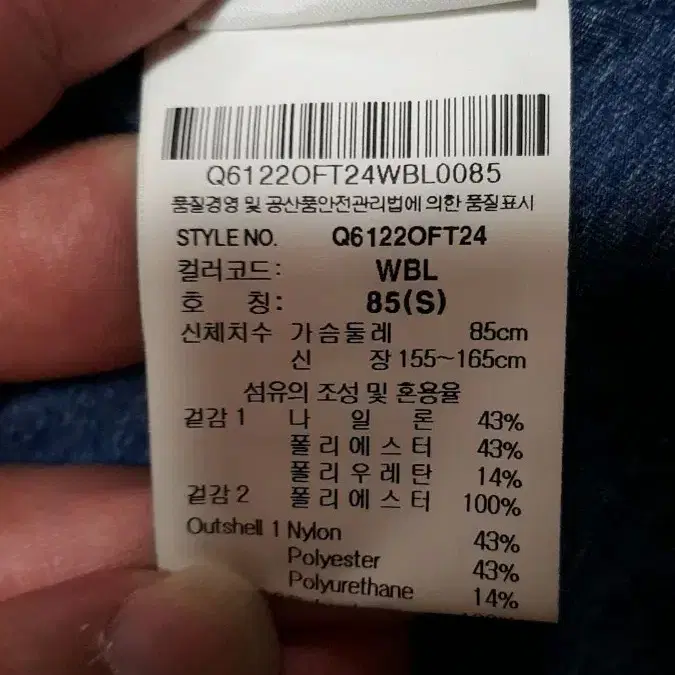 Q6122OFT24WBL0085
품질경영 및 공산품안전관리법에 의한 품질표시
STYLE NO. Q6122OFT24
컬러코드: WBL
호 칭: 85(S)
신체치수 가슴둘레 85cm
신 장 155~165cm
섬유의 조성 및 혼용율
겉감 1 나 일 론 43%
폴리에스터 43%
폴리우레탄 14%
겉감 2 폴리에스터 100%
Outshell 1 Nylon 43%
Polyester 43%
Polyurethane 14%